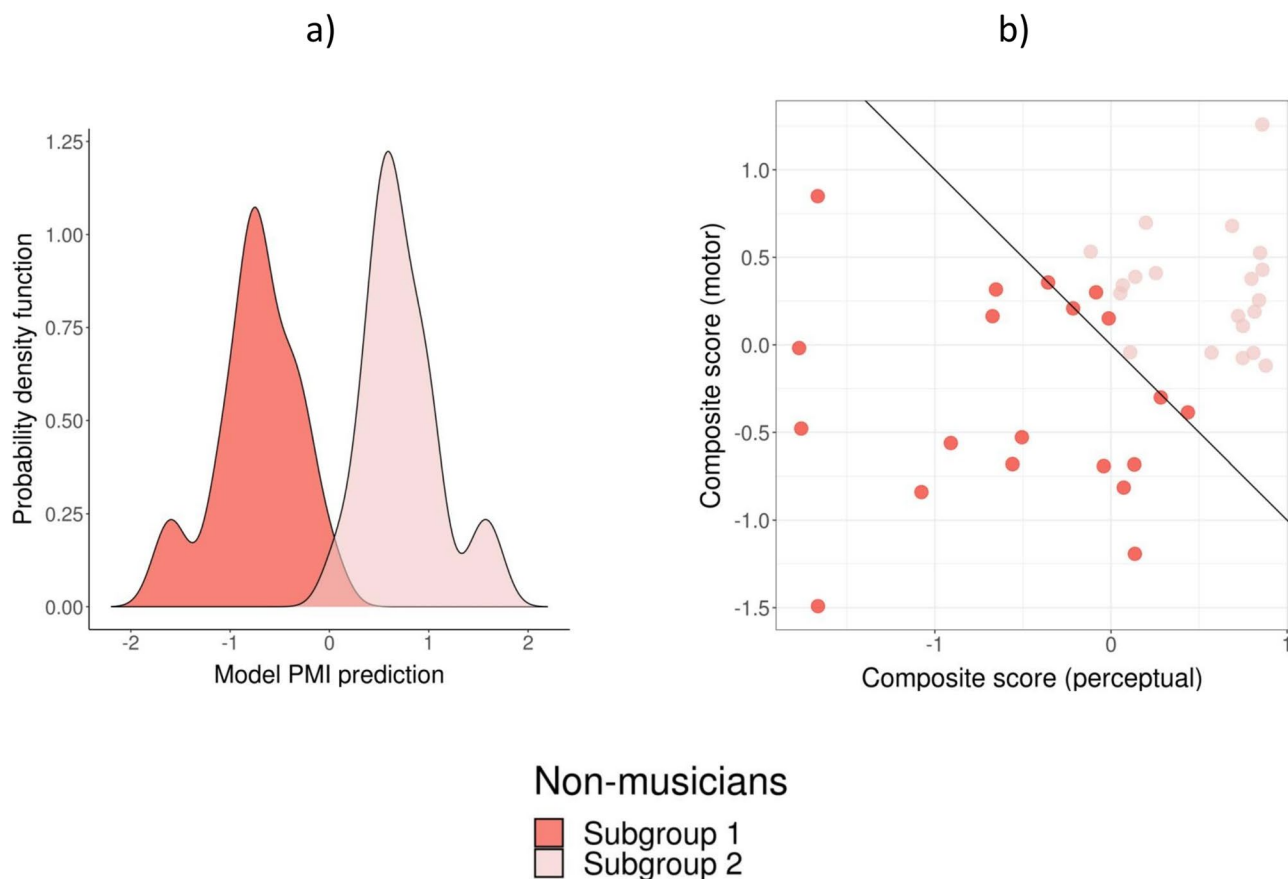 a)
b)
Probability density function
1.25
1.00
0.75
0.50
0.25
0.00
-2
-1
0
1
2
Model PMI prediction
Composite score (motor)
1.0
0.5
0.0
-0.5
-1.0
-1.5
-1
0
1
Composite score (perceptual)
Non-musicians
Subgroup 1
Subgroup 2